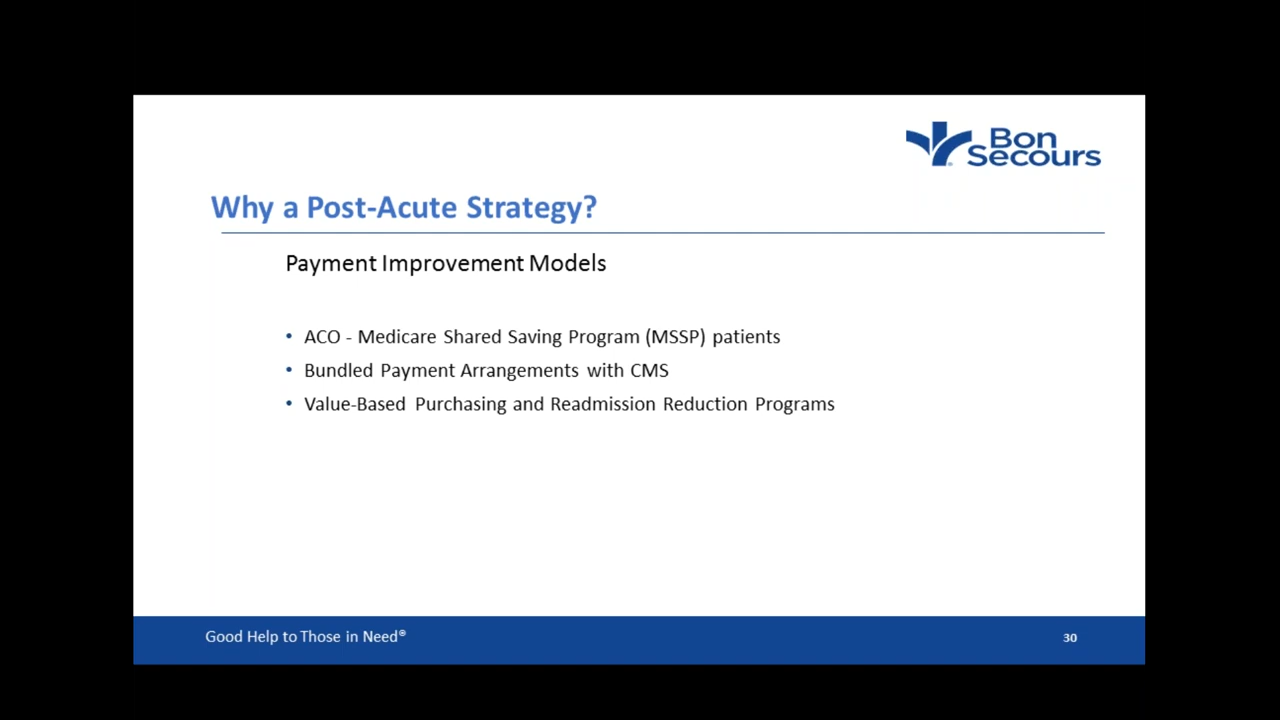 Bon
Secours
Why a Post-Acute Strategy?
Payment Improvement Models
• ACO - Medicare Shared Saving Program (MSSP) patients
• Bundled Payment Arrangements with CMS
• Value-Based Purchasing and Readmission Reduction Programs
Good Help to Those in Need®
30